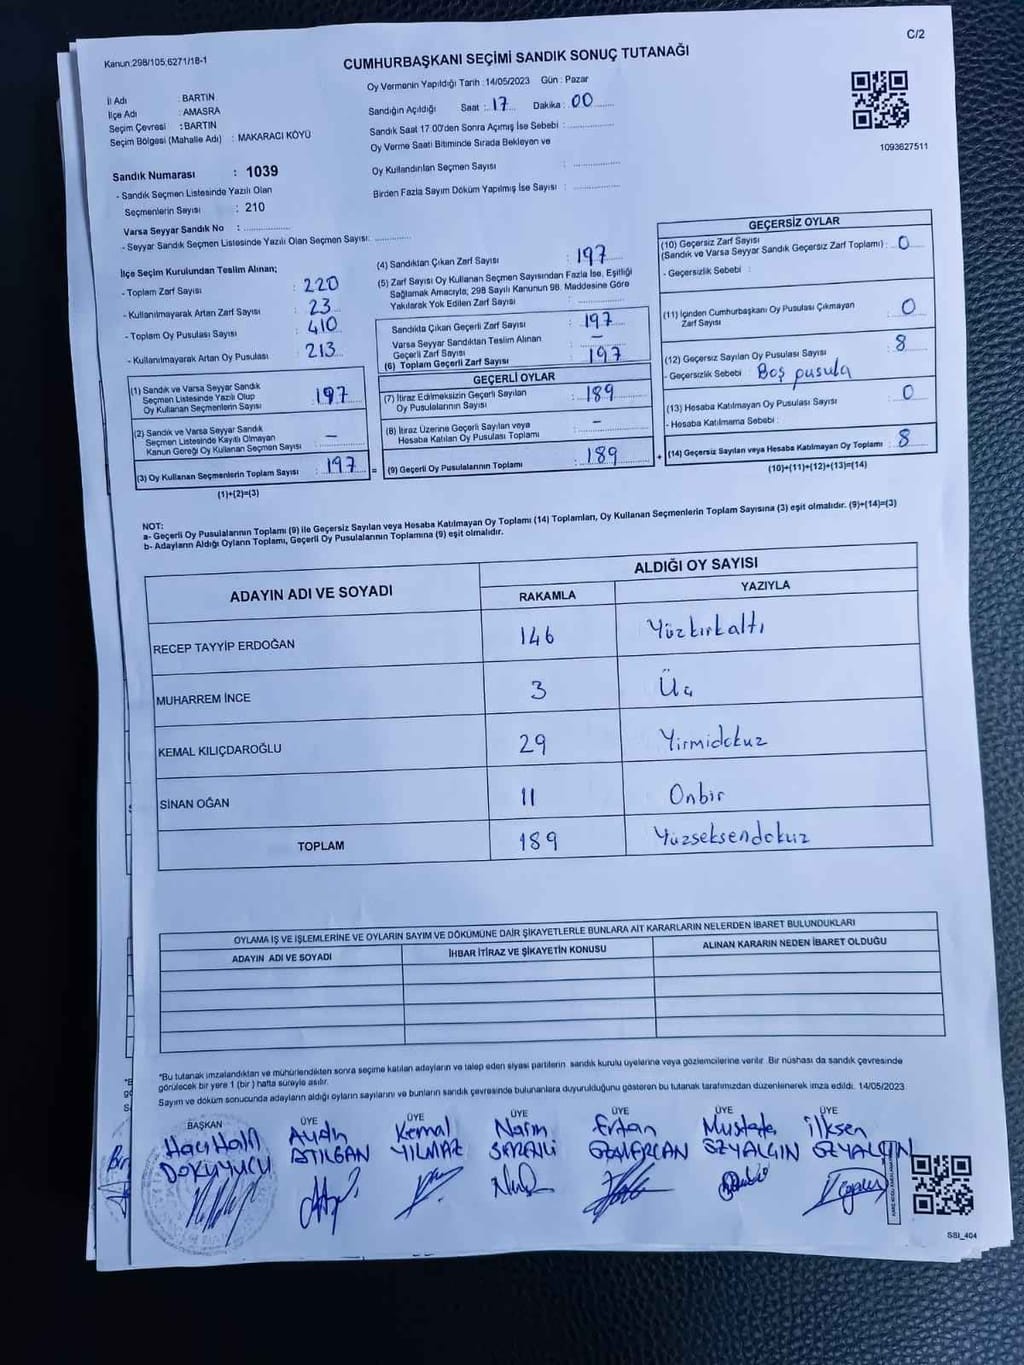 Kanun:298/105;6271/18-1
C/2
CUMHURBAŞKANI SEÇİMİ SANDIK SONUÇ TUTANAĞI
Oy Vermenin Yapıldığı Tarih : 14/05/2023 Gün : Pazar
İl Adı : BARTIN
İlçe Adı : AMASRA
Seçim Çevresi : BARTIN
Seçim Bölgesi (Mahalle Adı) : MAKARACI KÖYÜ
Sandığın Açıldığı Saat : 17 Dakika : 00
Sandık Saat 17.00'den Sonra Açımış İse Sebebi :
Oy Verme Saati Bitiminde Sırada Bekleyen ve
Oy Kullandırılan Seçmen Sayısı :
Birden Fazla Sayım Döküm Yapılmış İse Sayısı :
1093627511
Sandık Numarası : 1039
- Sandık Seçmen Listesinde Yazılı Olan
Seçmenlerin Sayısı : 210
Varsa Seyyar Sandık No :
- Seyyar Sandık Seçmen Listesinde Yazılı Olan Seçmen Sayısı:
İlçe Seçim Kurulundan Teslim Alınan;
- Toplam Zarf Sayısı : 220
- Kullanılmayarak Artan Zarf Sayısı : 23
- Toplam Oy Pusulası Sayısı : 410
- Kullanılmayarak Artan Oy Pusulası : 213
(1) Sandık ve Varsa Seyyar Sandık
Seçmen Listesinde Yazılı Olup
Oy Kullanan Seçmenlerin Sayısı : 197
(2) Sandık ve Varsa Seyyar Sandık
Seçmen Listesinde Kayıtlı Olmayan
Kanun Gereği Oy Kullanan Seçmen Sayısı : –
(3) Oy Kullanan Seçmenlerin Toplam Sayısı : 197 =
(1)+(2)=(3)
(4) Sandıktan Çıkan Zarf Sayısı : 197
(5) Zarf Sayısı Oy Kullanan Seçmen Sayısından Fazla İse, Eşitliği
Sağlamak Amacıyla; 298 Sayılı Kanunun 98. Maddesine Göre
Yakılarak Yok Edilen Zarf Sayısı :
Sandıkta Çıkan Geçerli Zarf Sayısı : 197
Varsa Seyyar Sandıktan Teslim Alınan
Geçerli Zarf Sayısı : –
(6) Toplam Geçerli Zarf Sayısı : 197
GEÇERLİ OYLAR
(7) İtiraz Edilmeksizin Geçerli Sayılan
Oy Pusulalarının Sayısı : 189
(8) İtiraz Üzerine Geçerli Sayılan veya
Hesaba Katılan Oy Pusulası Toplamı : –
(9) Geçerli Oy Pusulalarının Toplamı : 189 +
GEÇERSİZ OYLAR
(10) Geçersiz Zarf Sayısı
(Sandık ve Varsa Seyyar Sandık Geçersiz Zarf Toplamı) : 0
- Geçersizlik Sebebi :
(11) İçinden Cumhurbaşkanı Oy Pusulası Çıkmayan
Zarf Sayısı : 0
(12) Geçersiz Sayılan Oy Pusulası Sayısı : 8
- Geçersizlik Sebebi : Boş pusula
(13) Hesaba Katılmayan Oy Pusulası Sayısı : 0
- Hesaba Katılmama Sebebi :
(14) Geçersiz Sayılan veya Hesaba Katılmayan Oy Toplamı : 8
(10)+(11)+(12)+(13)=(14)
NOT:
a- Geçerli Oy Pusulalarının Toplamı (9) ile Geçersiz Sayılan veya Hesaba Katılmayan Oy Toplamı (14) Toplamları, Oy Kullanan Seçmenlerin Toplam Sayısına (3) eşit olmalıdır. (9)+(14)=(3)
b- Adayların Aldığı Oyların Toplamı, Geçerli Oy Pusulalarının Toplamına (9) eşit olmalıdır.
ADAYIN ADI VE SOYADI
ALDIĞI OY SAYISI
RAKAMLA YAZIYLA
RECEP TAYYİP ERDOĞAN 146 Yüzkırkaltı
MUHARREM İNCE 3 Üç
KEMAL KILIÇDAROĞLU 29 Yirmidokuz
SİNAN OĞAN 11 Onbir
TOPLAM 189 Yüzseksendokuz
OYLAMA İŞ VE İŞLEMLERİNE VE OYLARIN SAYIM VE DÖKÜMÜNE DAİR ŞİKAYETLERLE BUNLARA AİT KARARLARIN NELERDEN İBARET BULUNDUKLARI
ADAYIN ADI VE SOYADI İHBAR İTİRAZ VE ŞİKAYETİN KONUSU ALINAN KARARIN NEDEN İBARET OLDUĞU
*Bu tutanak imzalandıktan ve mühürlendikten sonra seçime katılan adayların ve talep eden siyasi partilerin sandık kurulu üyelerine veya gözlemcilerine verilir. Bir nüshası da sandık çevresinde
görülecek bir yere 1 (bir) hafta süreyle asılır.
Sayım ve döküm sonucunda adayların aldığı oyların sayılarını ve bunların sandık çevresinde bulunanlara duyurulduğunu gösteren bu tutanak tarafımızdan düzenlenerek imza edildi. 14/05/2023
BAŞKAN ÜYE ÜYE ÜYE ÜYE ÜYE ÜYE
Hacı Halil Aydın Kemal Naim Ertan Mustafa İlksen
DOKUYUCU ATILGAN YILMAZ ÖZYALÇIN ÖZYALÇIN
SSI_404